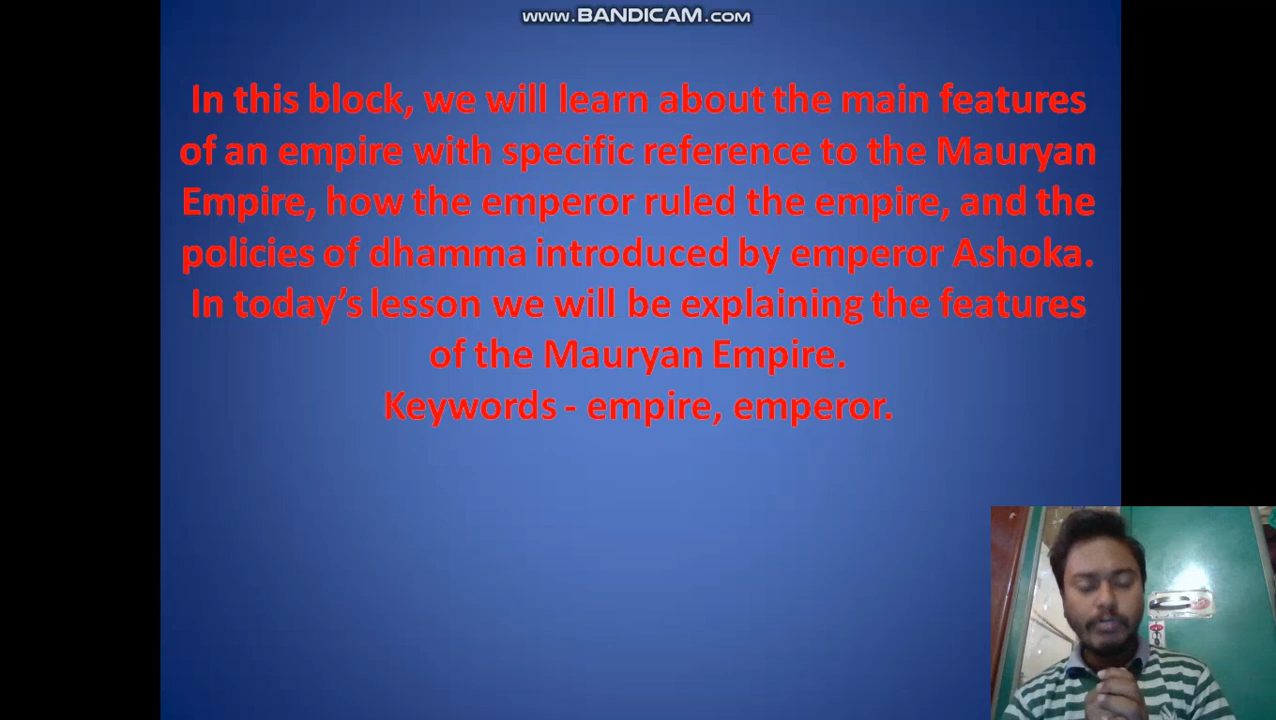 www.BANDICAM.com
In this block, we will learn about the main features
of an empire with specific reference to the Mauryan
Empire, how the emperor ruled the empire, and the
policies of dhamma introduced by emperor Ashoka.
In today’s lesson we will be explaining the features
of the Mauryan Empire.
Keywords - empire, emperor.